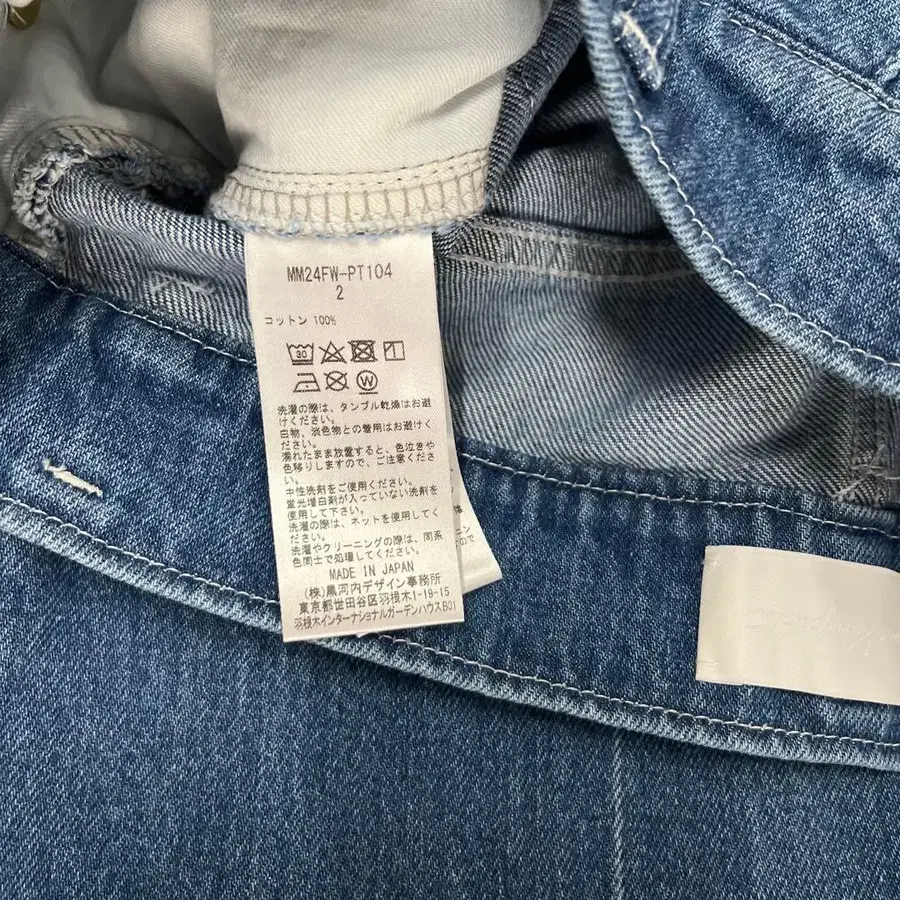 MM24FW-PT104
2
コットン 100%
30
W
洗濯の際は、タンブル乾燥はお避
けください。
白物、淡色物との着用はお避けく
ださい。
濡れたまま放置すると、色泣きや
色移りしますので、ご注意くださ
い。
中性洗剤をご使用ください。
蛍光増白剤が入っていない洗剤を
使用して下さい。
洗濯の際は、ネットを使用してく
ださい。
洗濯やクリーニングの際は、同系
色同士で処理してください。
MADE IN JAPAN
(株)黒河内デザイン事務所
東京都世田谷区羽根木1-19-15
羽根木インターナショナルガーデンハウスB01